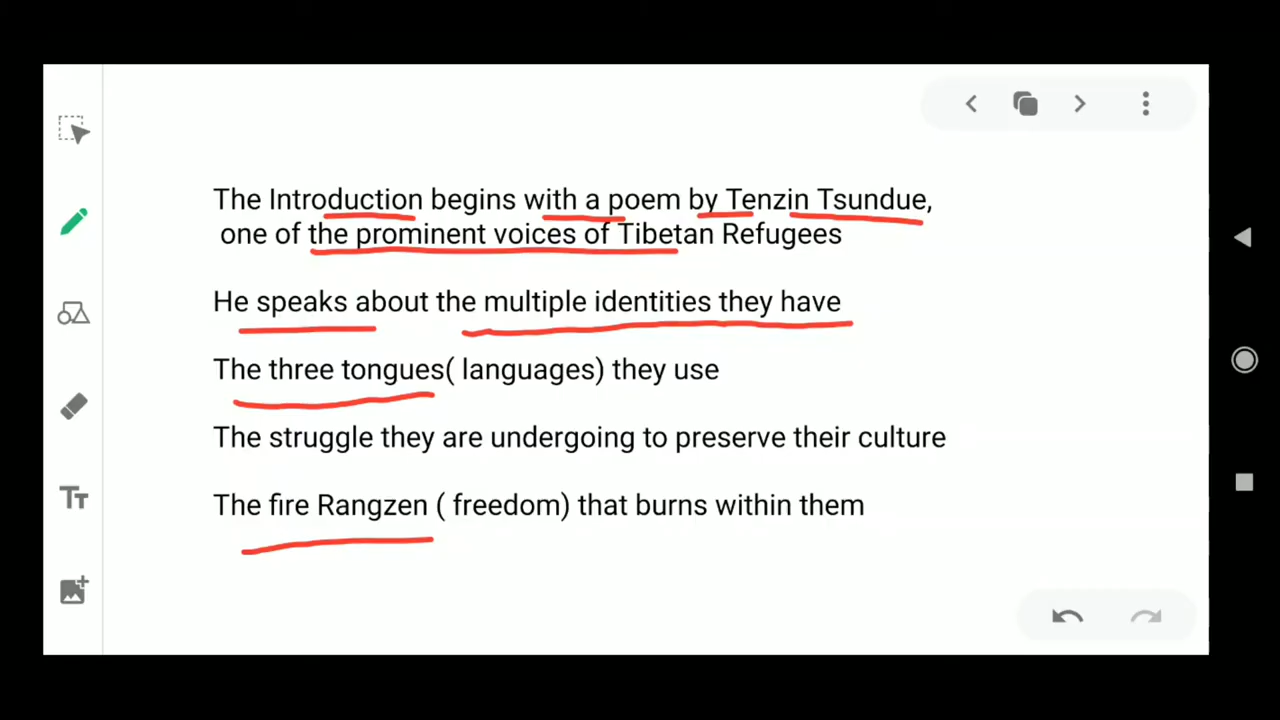 The Introduction begins with a poem by Tenzin Tsundue,
one of the prominent voices of Tibetan Refugees
He speaks about the multiple identities they have
The three tongues( languages) they use
The struggle they are undergoing to preserve their culture
The fire Rangzen ( freedom) that burns within them
TT